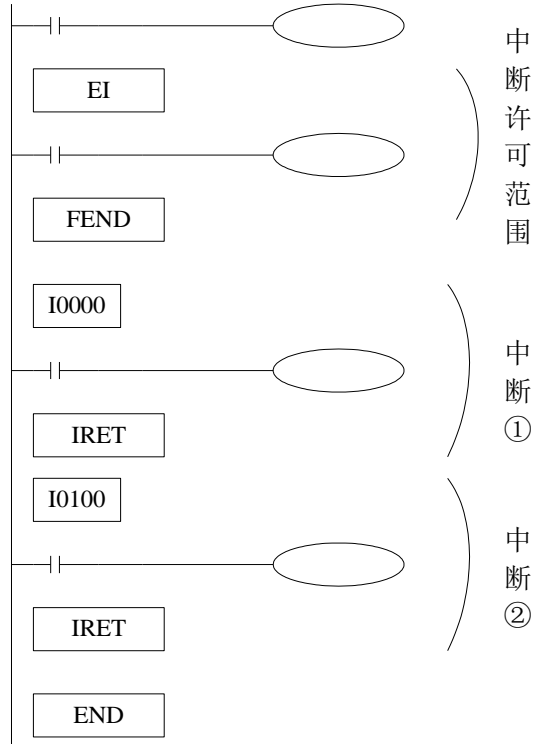 EI
FEND
中断许可范围
I0000
IRET
中断①
I0100
IRET
中断②
END